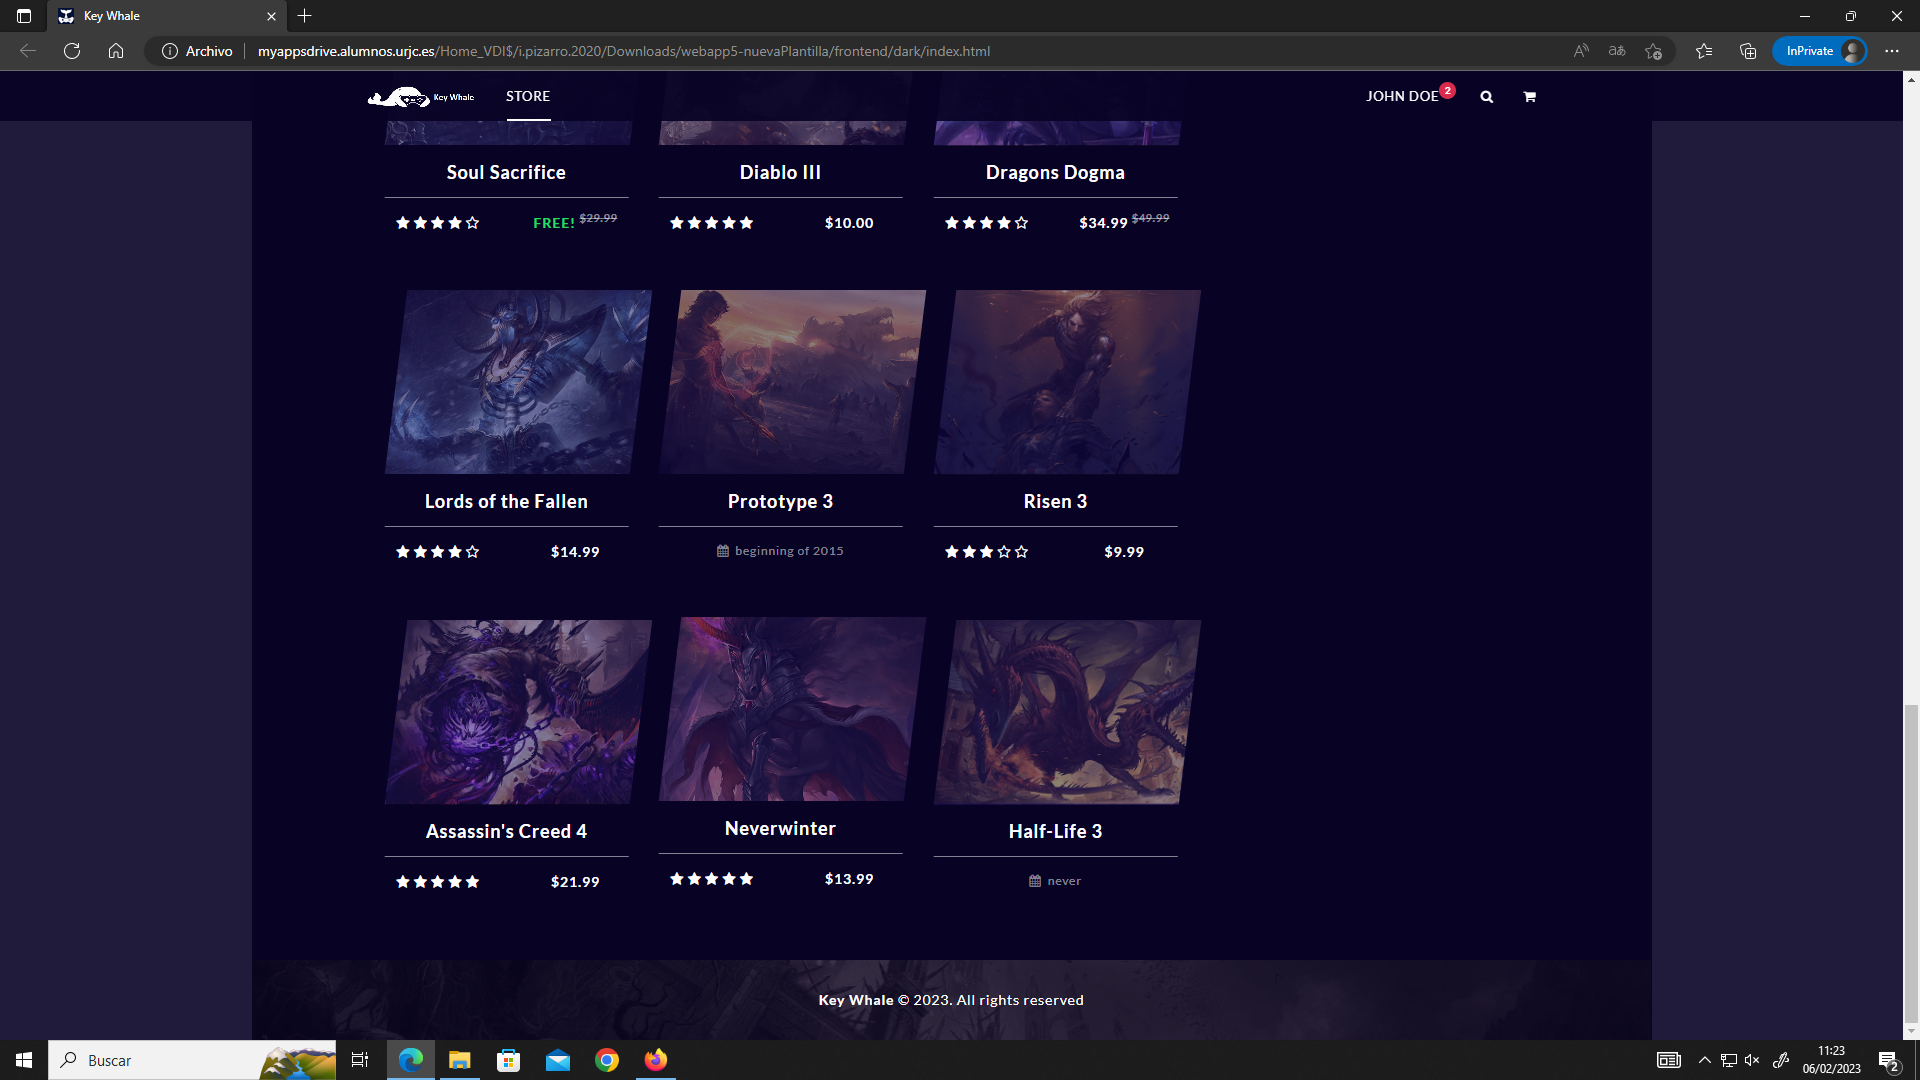 Key Whale
Archivo
myappsdrive.alumnos.urjc.es/Home_VDI$/i.pizarro.2020/Downloads/webapp5-nuevaPlantilla/frontend/dark/index.html
InPrivate
Key Whale
STORE
JOHN DOE 2
Soul Sacrifice
Diablo III
Dragons Dogma
FREE! $29.99
$10.00
$34.99 $49.99
Lords of the Fallen
Prototype 3
Risen 3
$14.99
beginning of 2015
$9.99
Assassin's Creed 4
Neverwinter
Half-Life 3
$21.99
$13.99
never
Key Whale © 2023. All rights reserved
Buscar
11:23
06/02/2023
2